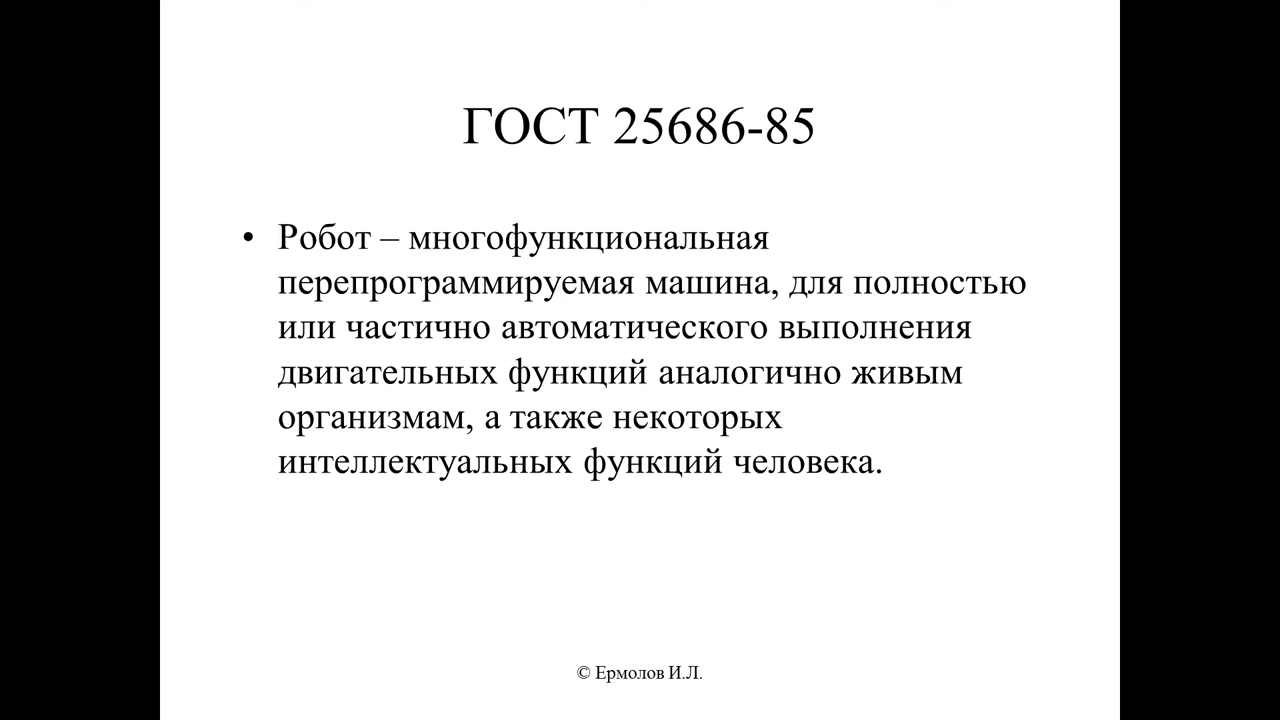 ГОСТ 25686-85
• Робот – многофункциональная
перепрограммируемая машина, для полностью
или частично автоматического выполнения
двигательных функций аналогично живым
организмам, а также некоторых
интеллектуальных функций человека.
© Ермолов И.Л.